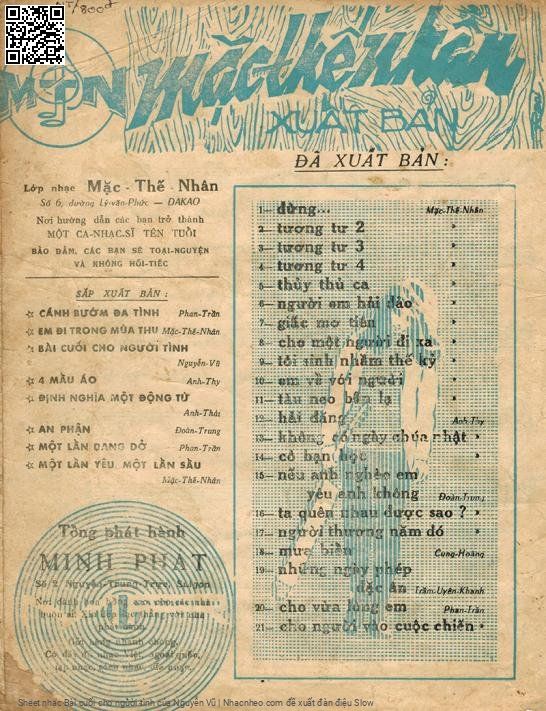 MTN
mặc thế nhân
XUẤT BẢN
ĐÃ XUẤT BẢN :
Lớp nhạc Mặc - Thế - Nhân
Số 6, đường Lý-văn-Phức — DAKAO
Nơi hướng dẫn các bạn trở thành
MỘT CA-NHẠC-SĨ TÊN TUỔI
BẢO ĐẢM, CÁC BẠN SẼ TOẠI-NGUYỆN
VÀ KHÔNG HỐI-TIẾC
SẮP XUẤT BẢN :
☆ CÁNH BƯỚM ĐA TÌNH Phan-Trần
☆ EM ĐI TRONG MÙA THU Mặc-Thế-Nhân
☆ BÀI CUỐI CHO NGƯỜI TÌNH
Nguyễn-Vũ
☆ 4 MẦU ÁO Anh-Thy
☆ ĐỊNH NGHĨA MỘT ĐỘNG TỪ
Anh-Thái
☆ AN PHẬN Đoàn-Trung
☆ MỘT LẦN DANG DỞ Phan-Trần
☆ MỘT LẦN YÊU, MỘT LẦN SẦU
Mặc-Thế-Nhân
Tổng phát hành
MINH PHÁT
Số 2, Nguyễn-Trung-Trực, Saigon
1— đừng... Mặc-Thế-Nhân
2— tương tư 2 "
3— tương tư 3 "
4— tương tư 4 "
5— thủy thủ ca "
6— người em hải đảo "
7— giấc mơ tiên "
8— cho một người đi xa "
9— tôi sinh nhầm thế kỷ "
10— em về với người "
11— tàu neo bến lạ "
12— hải đăng Anh-Thy
13— không có ngày chúa nhật "
14— cô bạn học "
15— nếu anh nghèo em
yêu anh không Đoàn-Trung
16— ta quên nhau được sao ? "
17— người thương năm đó "
18— mưa biển Cung-Hoàng
19— những ngày phép
đặc ân Trầm-Uyên-Khanh
20— cho vừa lòng em Phan-Trần
21— cho người vào cuộc chiến "
Sheet nhạc Bài cuối cho người tình của Nguyễn Vũ | Nhacnheo.com đề xuất đàn điệu Slow